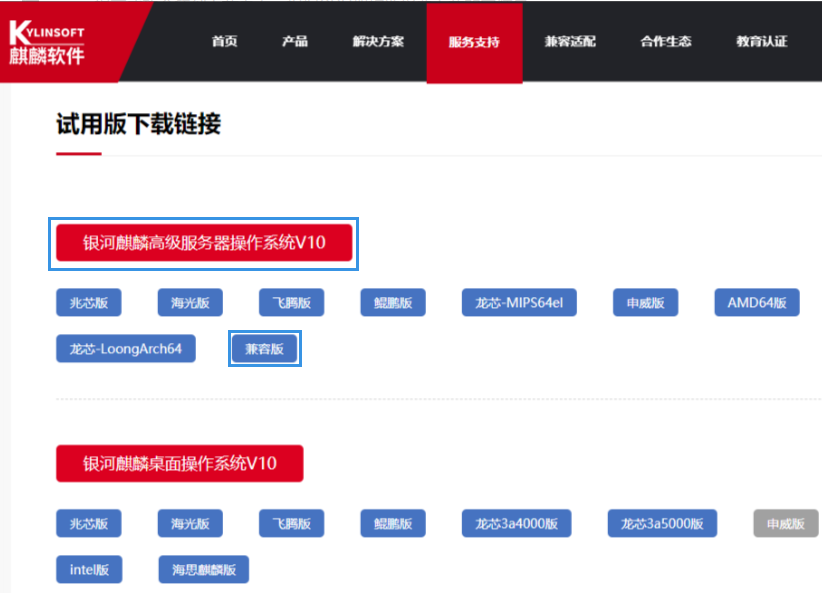 KYLINSOFT
麒麟软件
首页 产品 解决方案 服务支持 兼容适配 合作生态 教育认证
试用版下载链接
银河麒麟高级服务器操作系统V10
兆芯版 海光版 飞腾版 鲲鹏版 龙芯-MIPS64el 申威版 AMD64版
龙芯-LoongArch64 兼容版
银河麒麟桌面操作系统V10
兆芯版 海光版 飞腾版 鲲鹏版 龙芯3a4000版 龙芯3a5000版 申威版
intel版 海思麒麟版